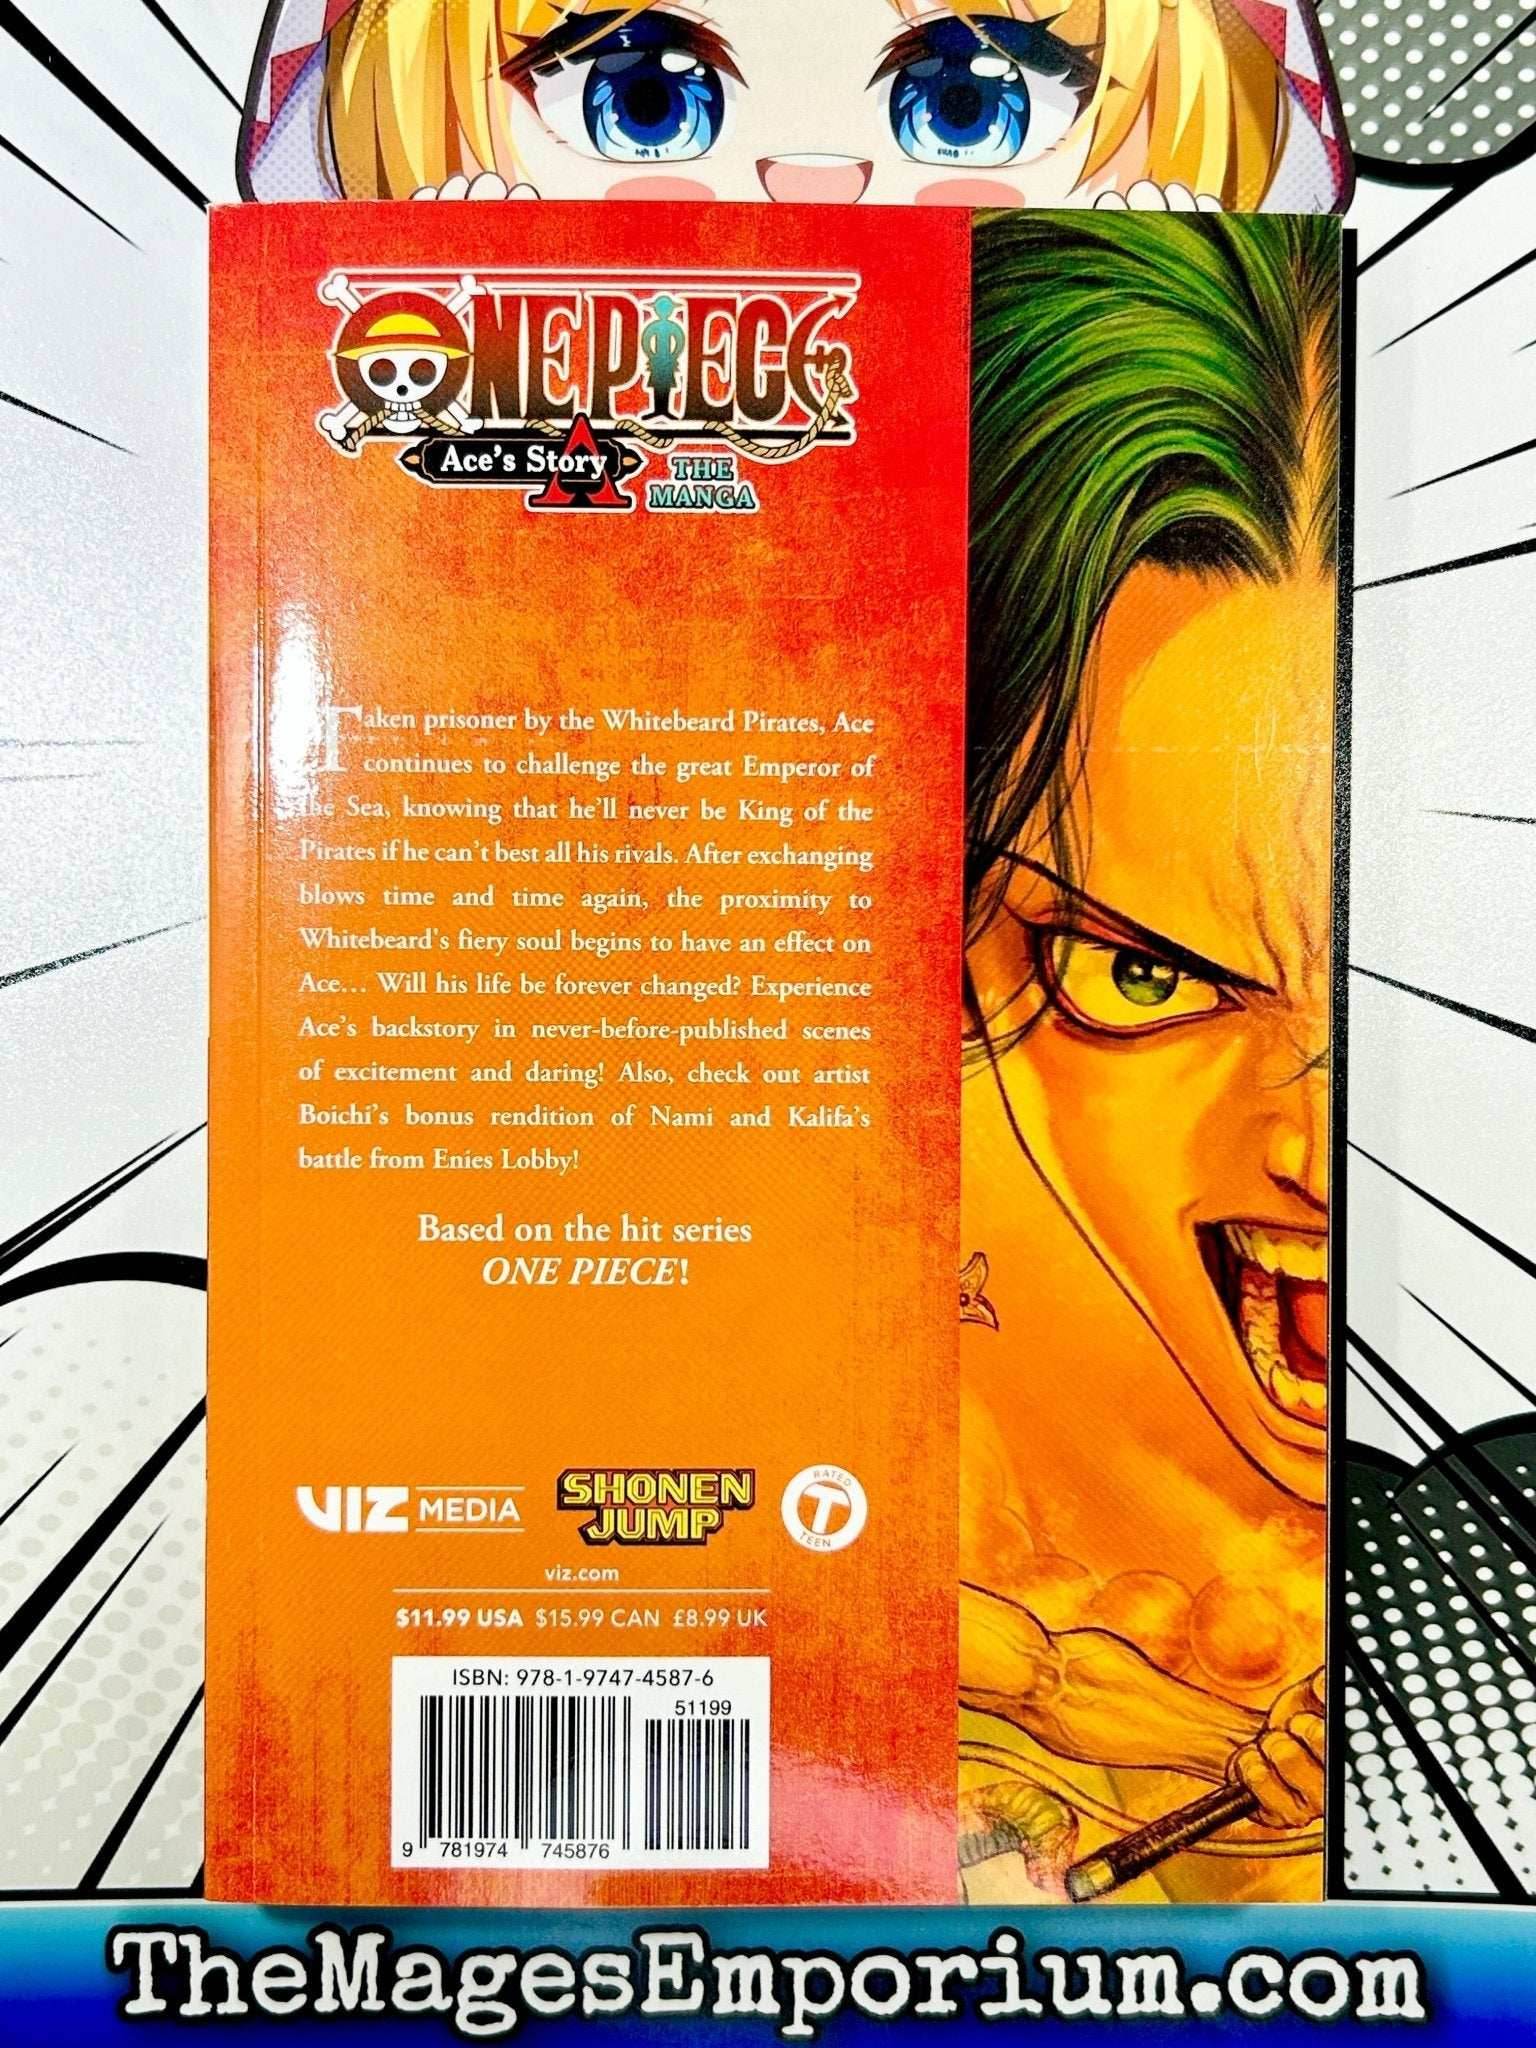 ONE PIECE
Ace's Story THE
MANGA
Taken prisoner by the Whitebeard Pirates, Ace
continues to challenge the great Emperor of
the Sea, knowing that he'll never be King of the
Pirates if he can't best all his rivals. After exchanging
blows time and time again, the proximity to
Whitebeard's fiery soul begins to have an effect on
Ace... Will his life be forever changed? Experience
Ace's backstory in never-before-published scenes
of excitement and daring! Also, check out artist
Boichi's bonus rendition of Nami and Kalifa's
battle from Enies Lobby!
Based on the hit series
ONE PIECE!
VIZ MEDIA
SHONEN
JUMP
RATED
T
TEEN
viz.com
$11.99 USA $15.99 CAN £8.99 UK
ISBN: 978-1-9747-4587-6
51199
9 781974 745876
TheMagesEmporium.com